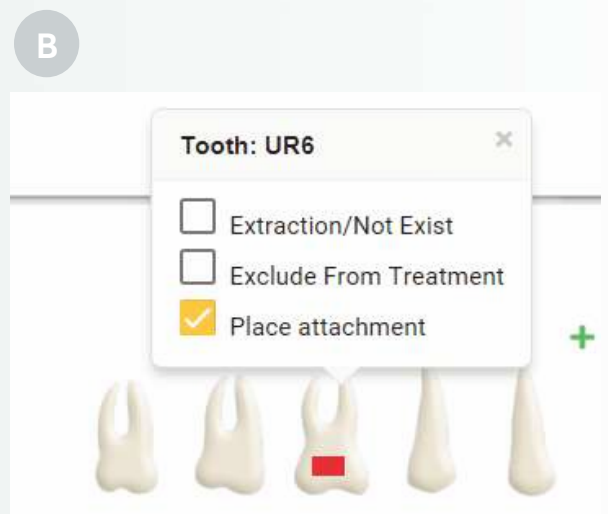 B
Tooth: UR6 ×
Extraction/Not Exist
Exclude From Treatment
Place attachment
+